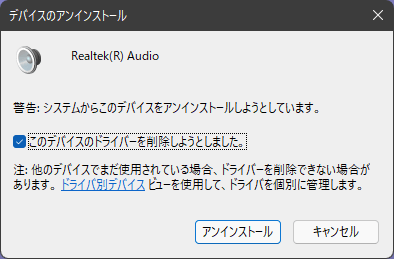 デバイスのアンインストール
Realtek(R) Audio
警告: システムからこのデバイスをアンインストールしようとしています。
このデバイスのドライバーを削除しようとしました。
注: 他のデバイスでまだ使用されている場合、ドライバーを削除できない場合が
あります。ドライバ別デバイス ビューを使用して、ドライバを個別に管理します。
アンインストール
キャンセル